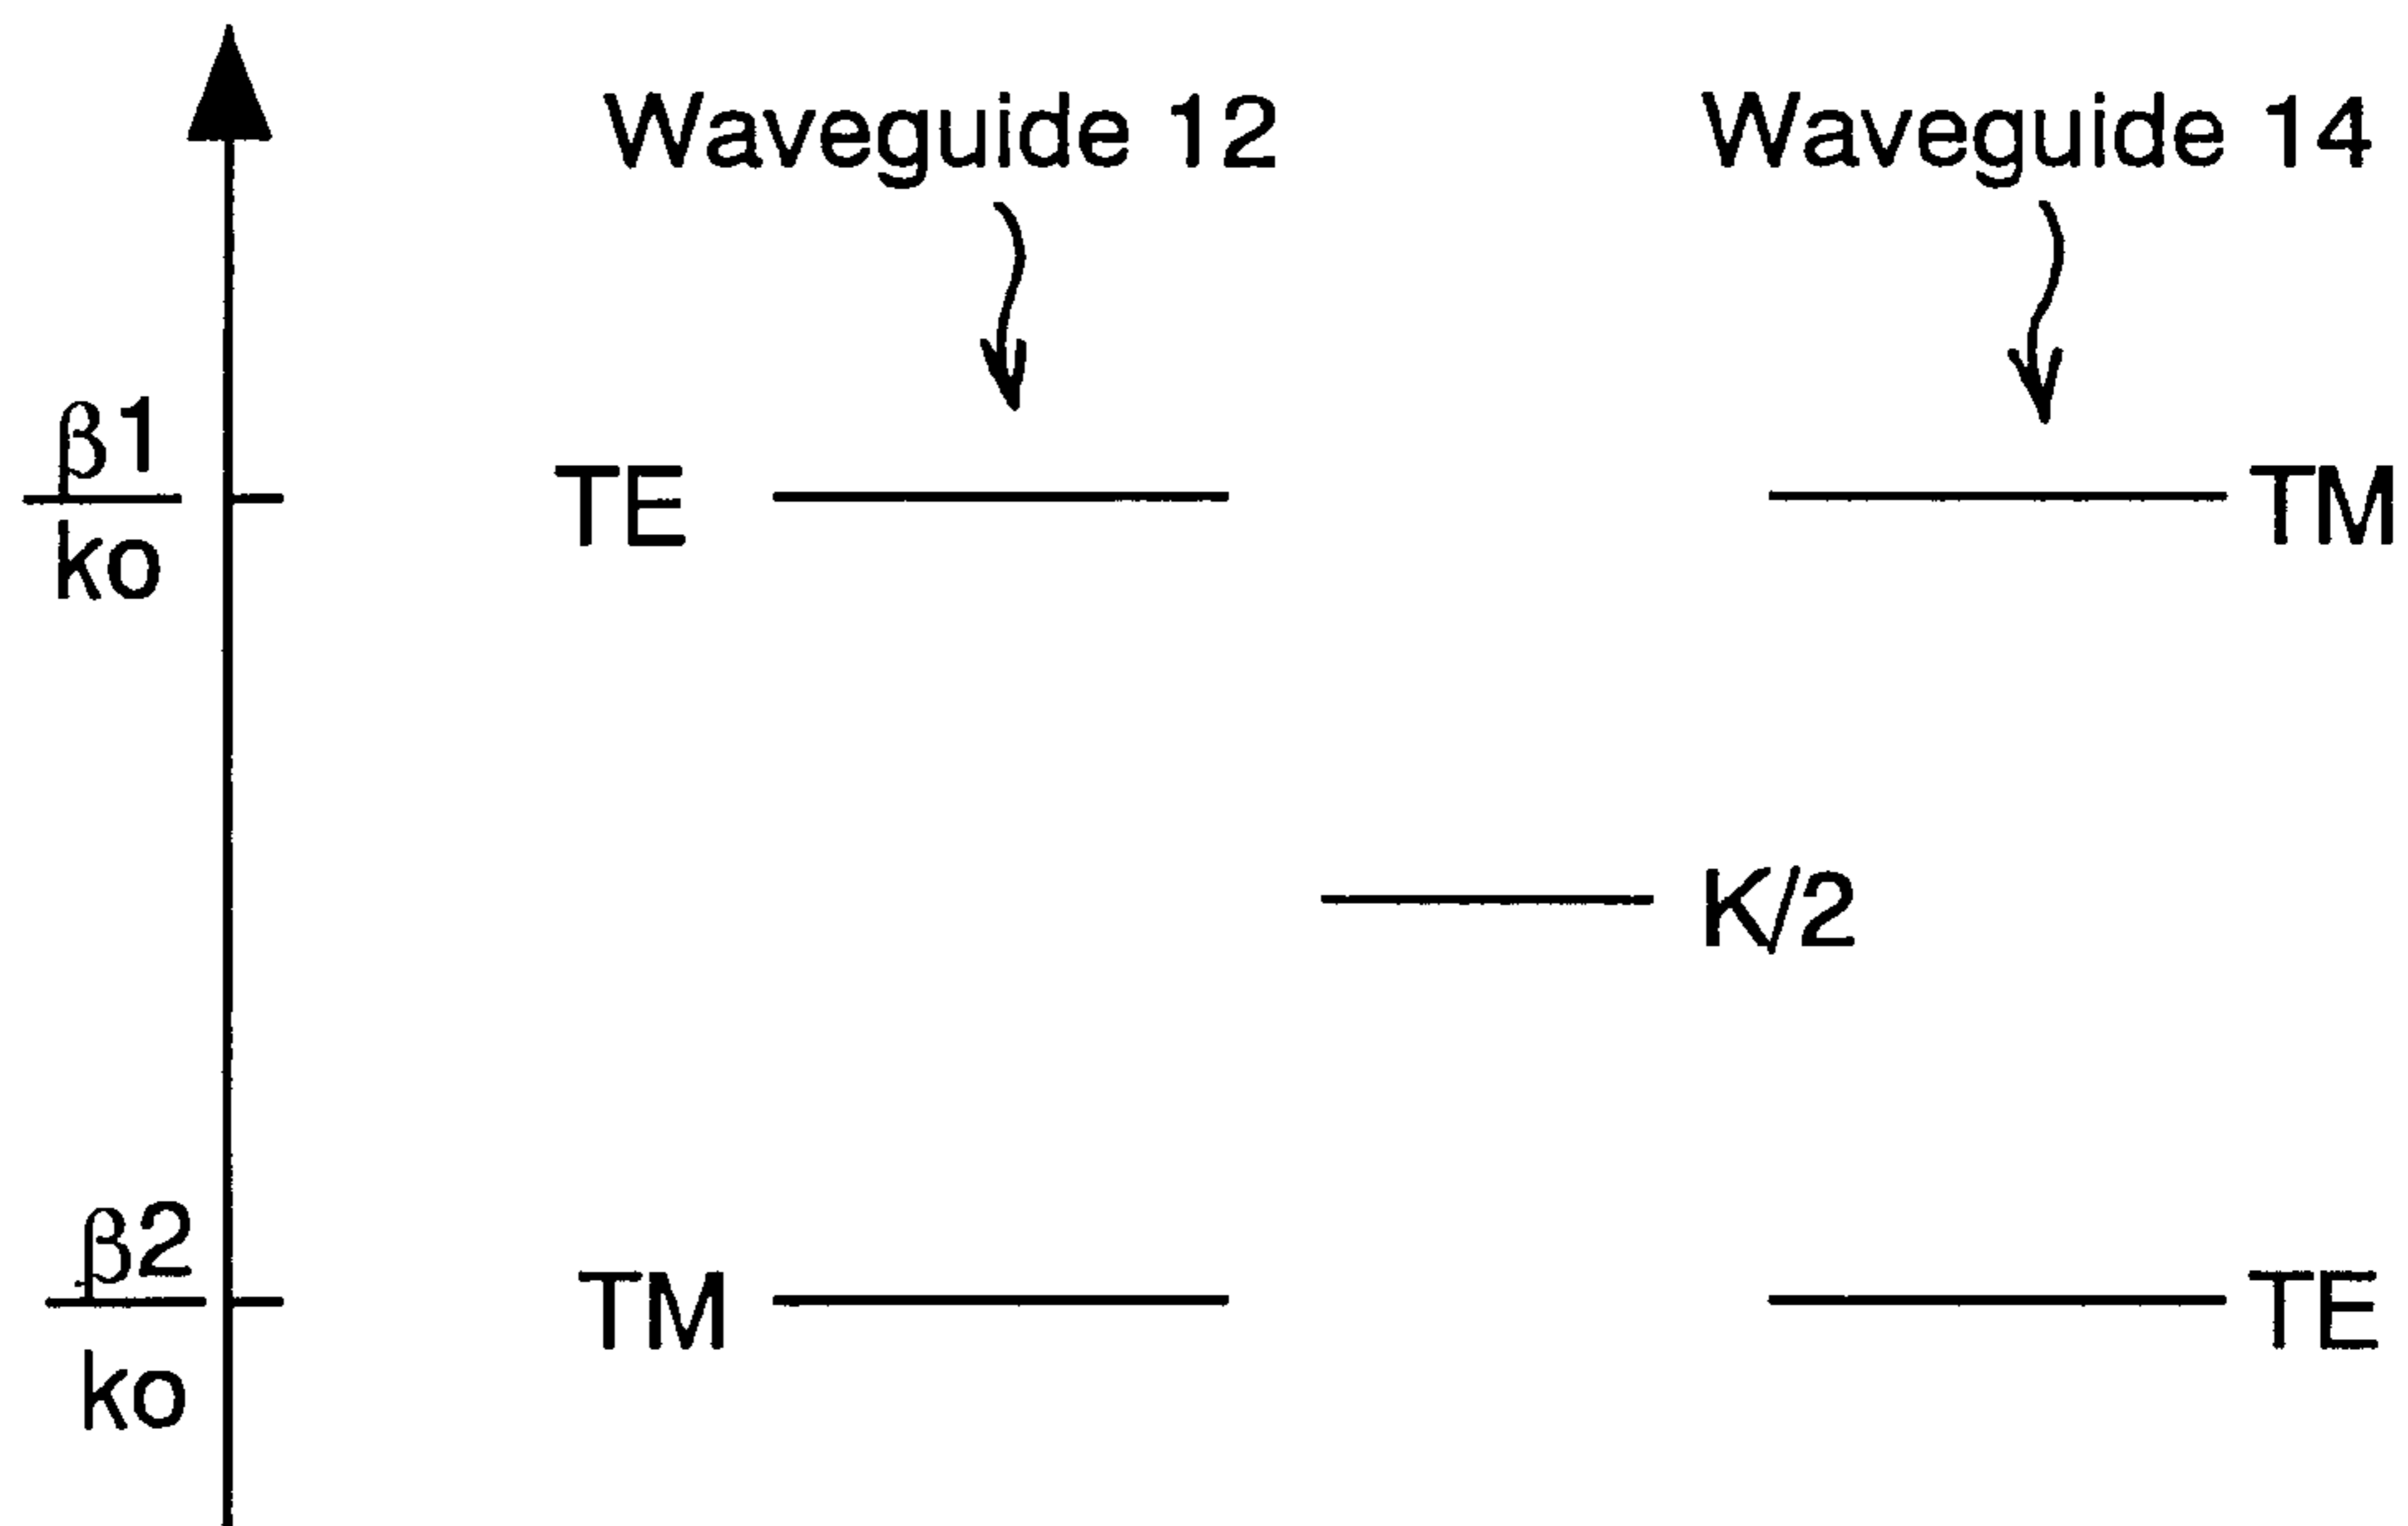 Waveguide 12 Waveguide 14
β1
ko
TE TM
K/2
β2
ko
TM TE